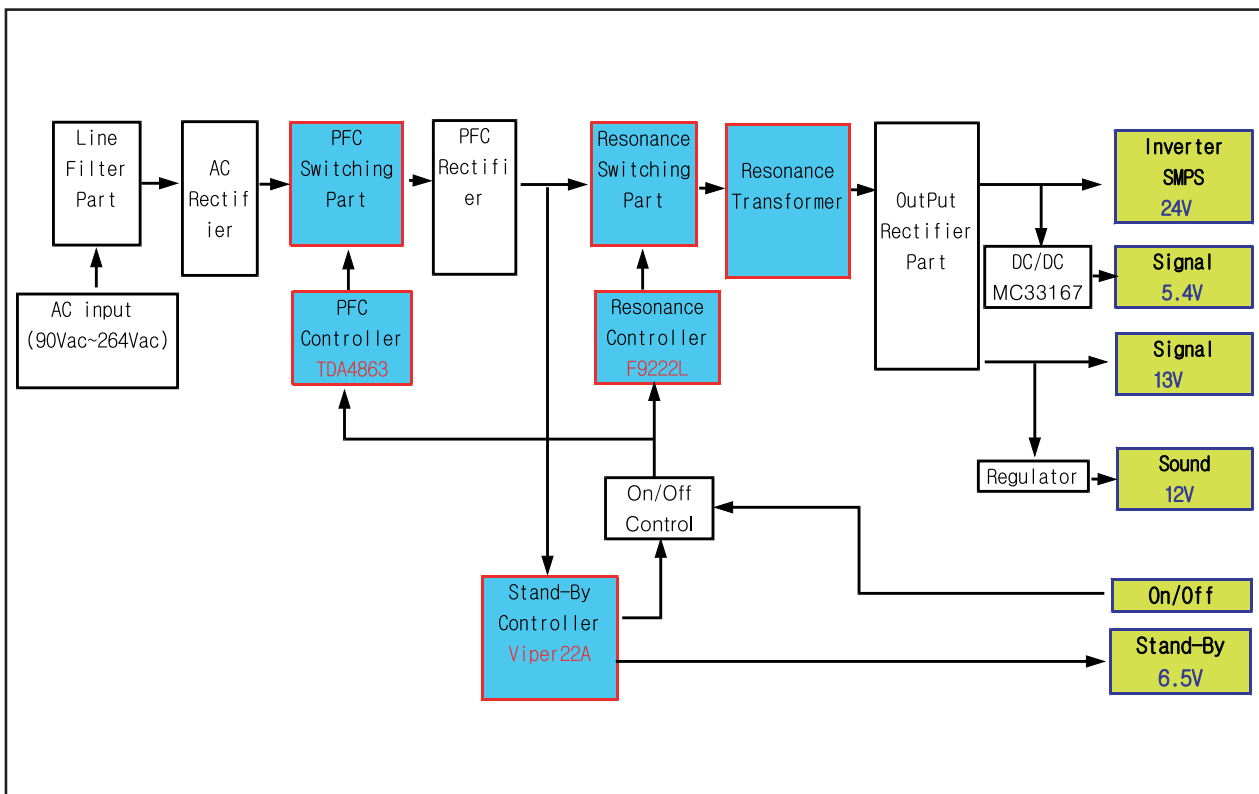 Line
Filter
Part
AC
Rectif
ier
PFC
Switching
Part
PFC
Rectifi
er
Resonance
Switching
Part
Resonance
Transformer
OutPut
Rectifier
Part
Inverter
SMPS
24V
DC/DC
MC33167
Signal
5.4V
AC input
(90Vac~264Vac)
PFC
Controller
TDA4863
Resonance
Controller
F9222L
Signal
13V
Regulator
Sound
12V
On/Off
Control
Stand-By
Controller
Viper22A
On/Off
Stand-By
6.5V